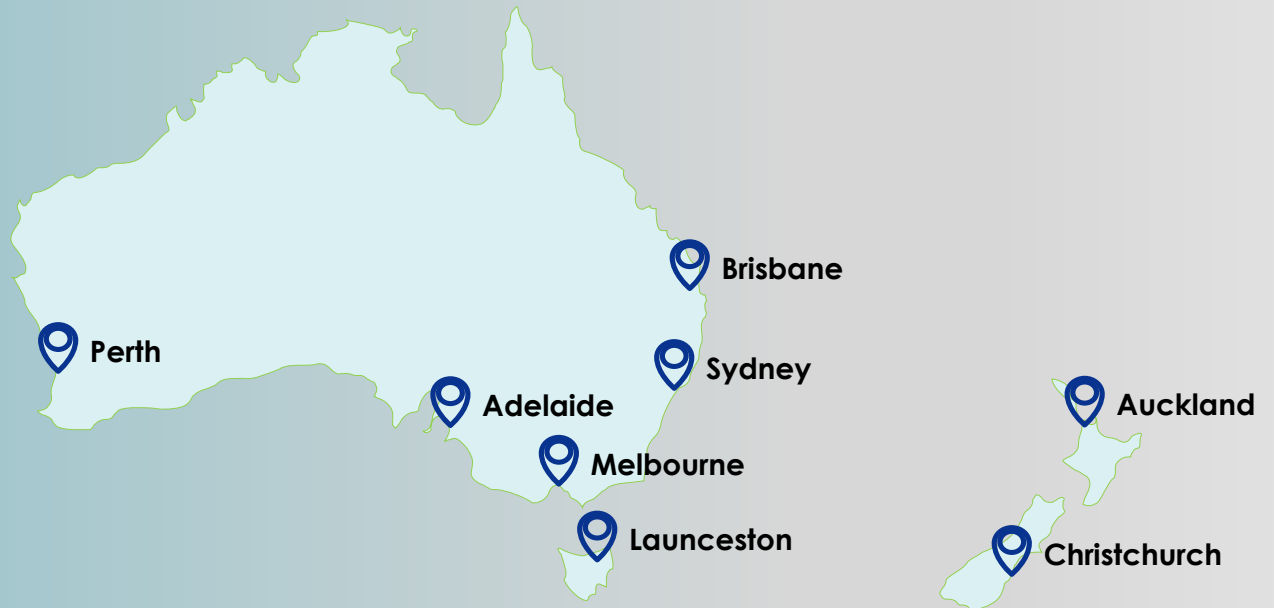 Brisbane
Perth
Sydney
Adelaide
Auckland
Melbourne
Launceston
Christchurch